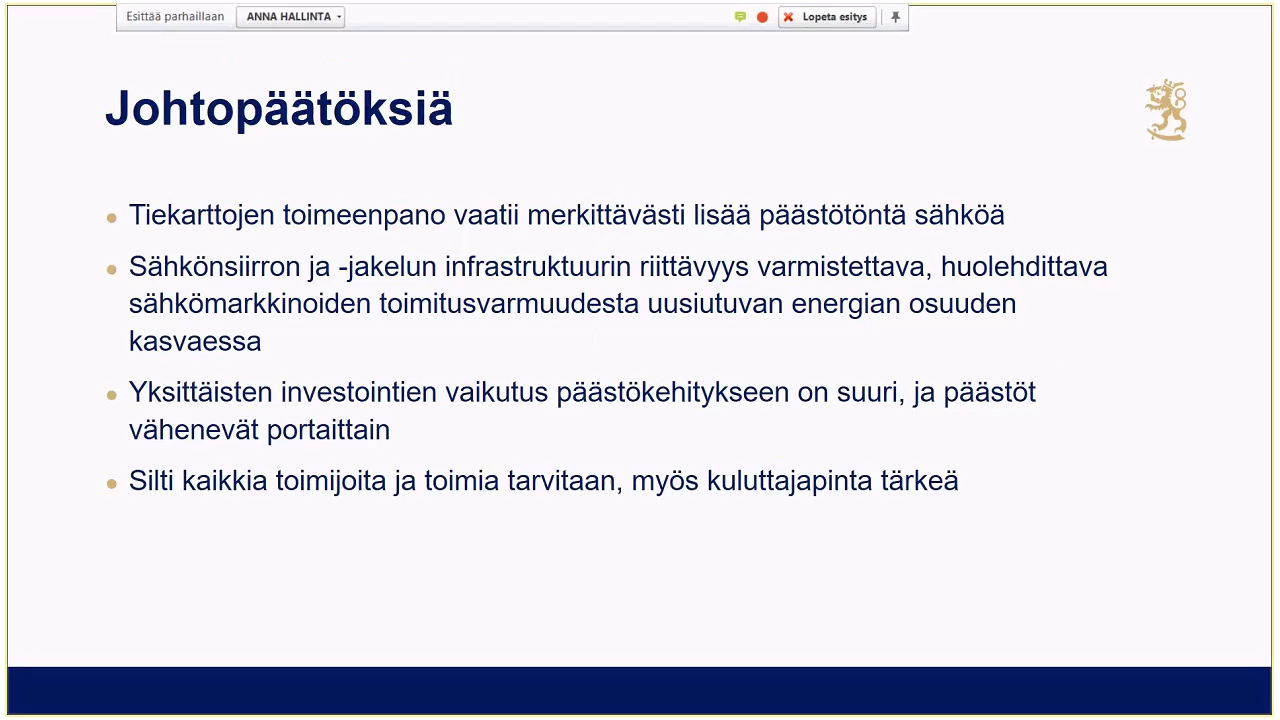 Esittää parhaillaan ANNA HALLINTA Lopeta esitys
Johtopäätöksiä
Tiekarttojen toimeenpano vaatii merkittävästi lisää päästötöntä sähköä
Sähkönsiirron ja -jakelun infrastruktuurin riittävyys varmistettava, huolehdittava
sähkömarkkinoiden toimitusvarmuudesta uusiutuvan energian osuuden
kasvaessa
Yksittäisten investointien vaikutus päästökehitykseen on suuri, ja päästöt
vähenevät portaittain
Silti kaikkia toimijoita ja toimia tarvitaan, myös kuluttajapinta tärkeä